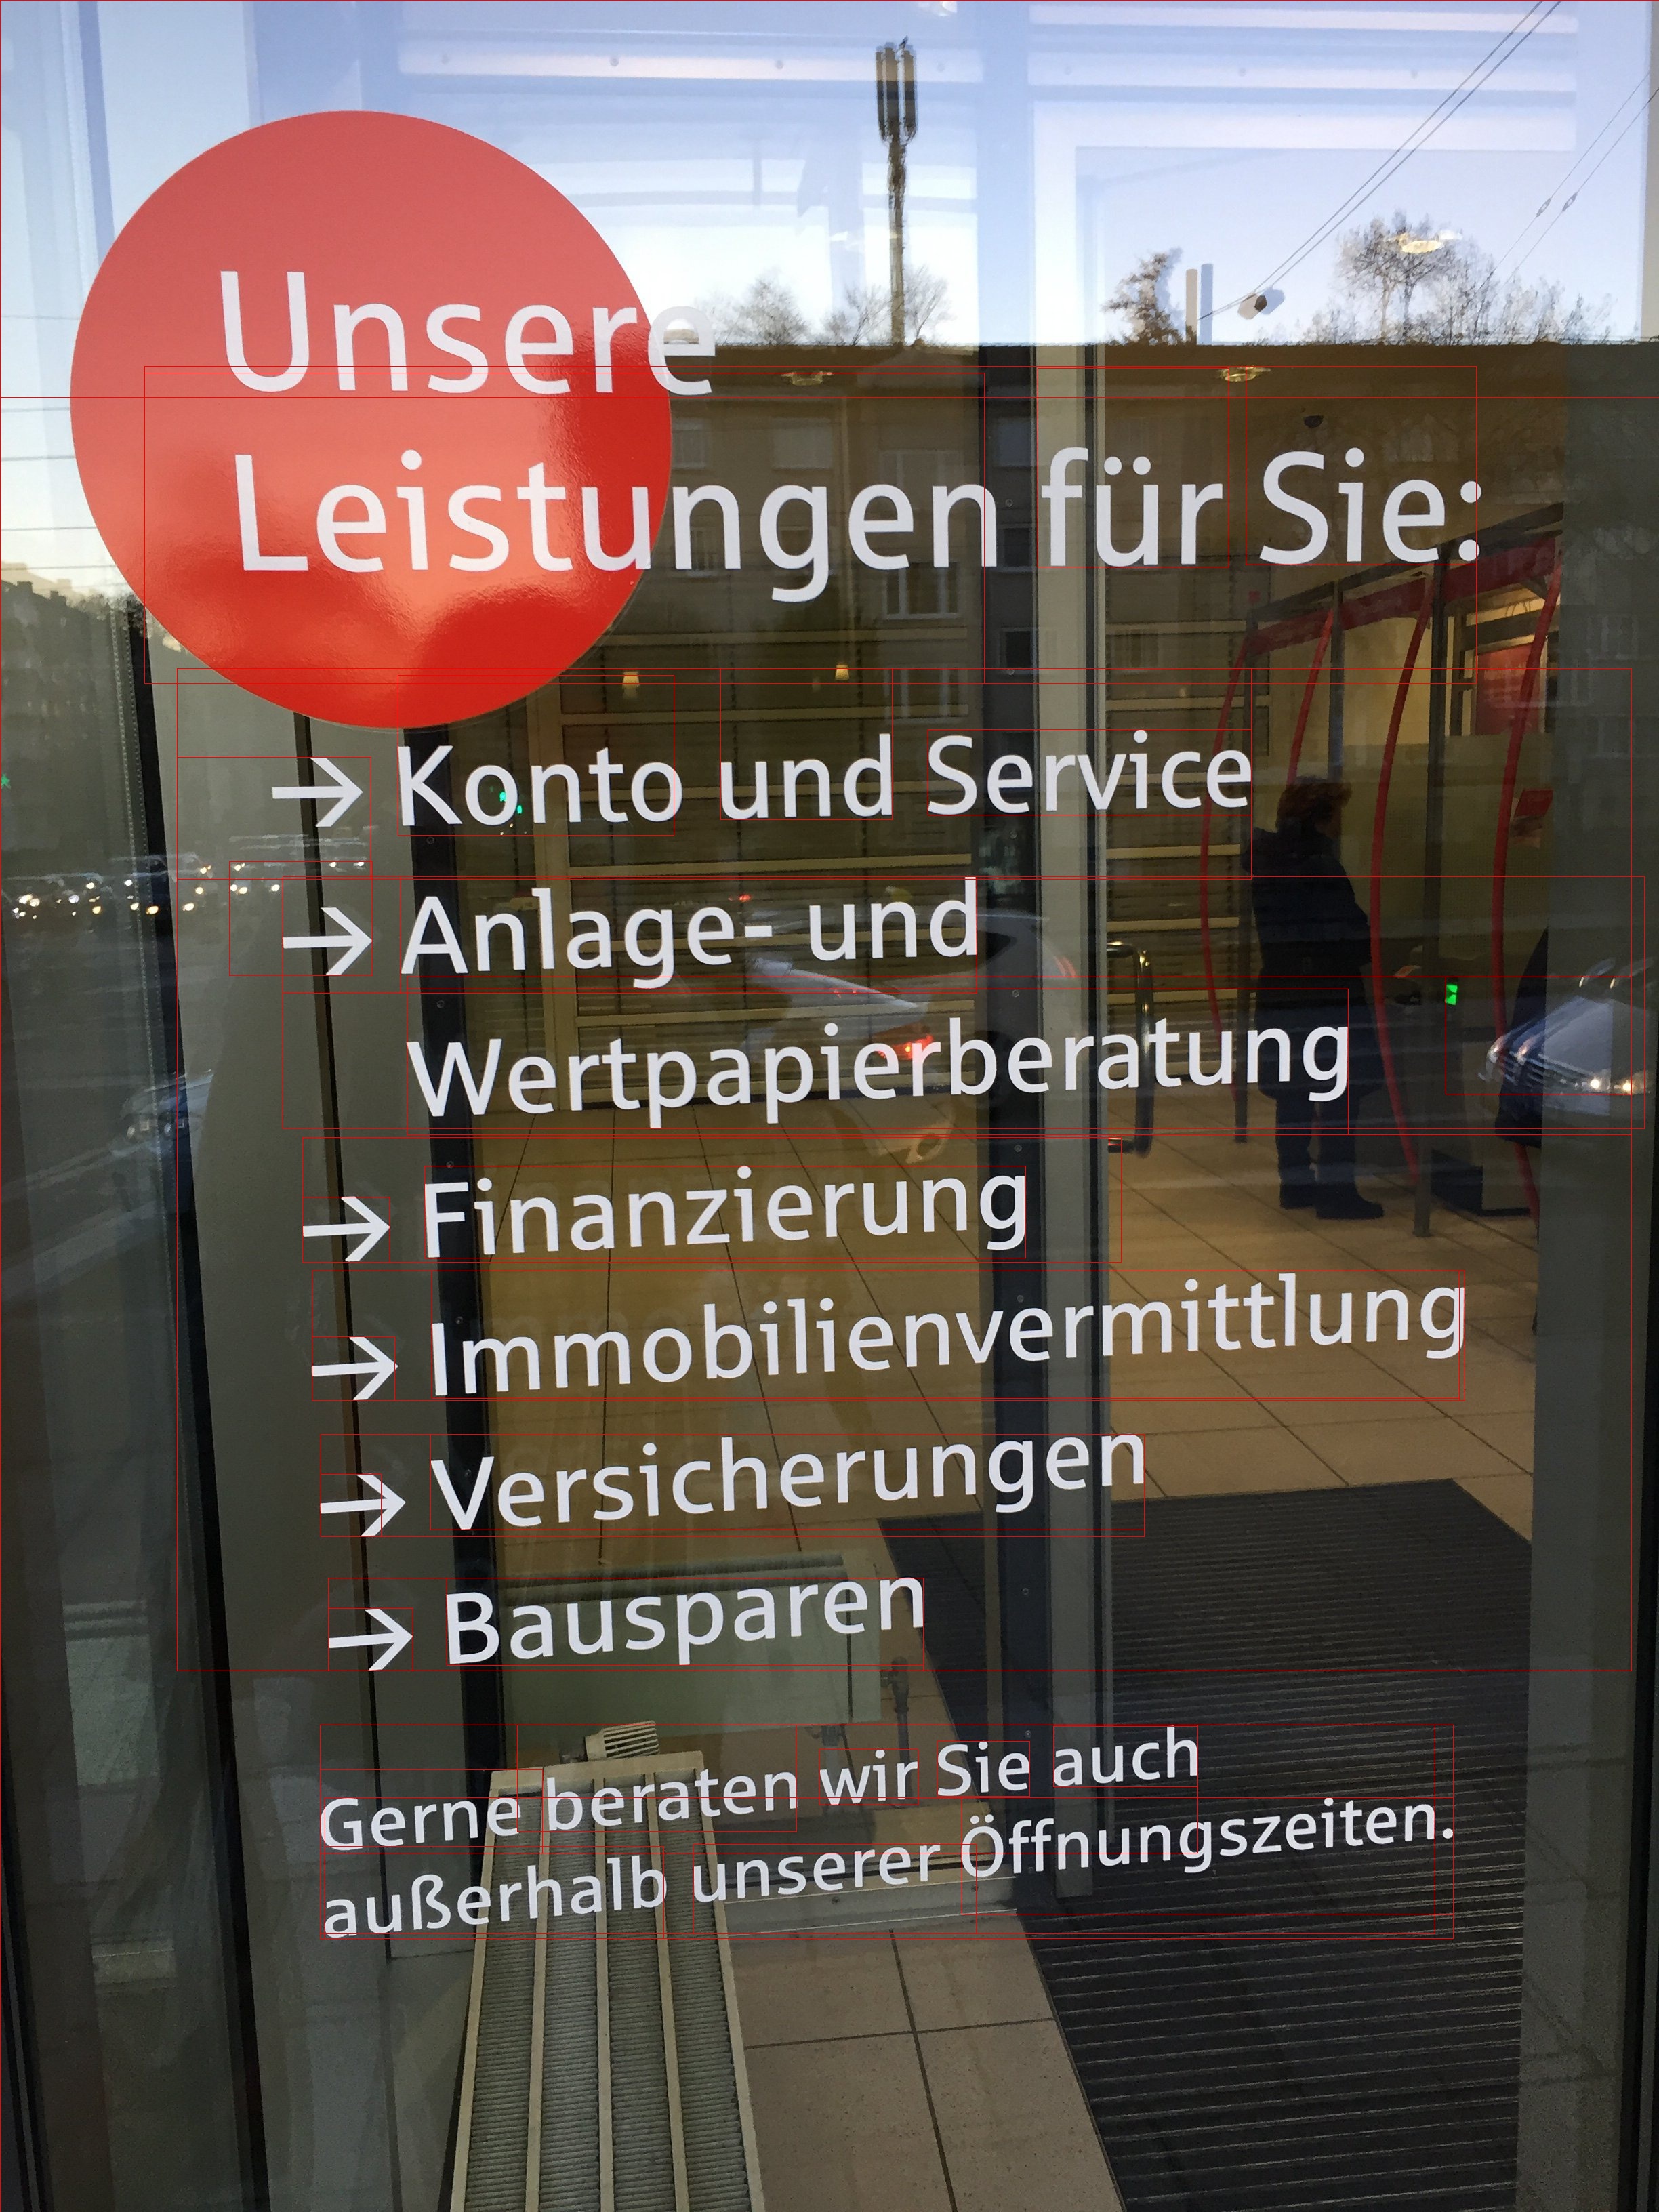 Unsere
Leistungen für Sie:
→ Konto und Service
→ Anlage- und
Wertpapierberatung
→ Finanzierung
→ Immobilienvermittlung
→ Versicherungen
→ Bausparen
Gerne beraten wir Sie auch
außerhalb unserer Öffnungszeiten.